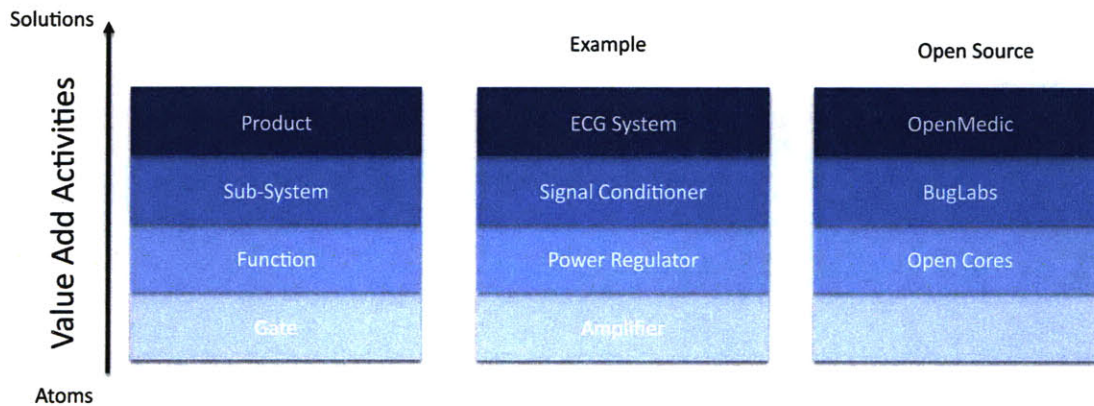 Solutions
Example
Open Source
Value Add Activities
Product
ECG System
OpenMedic
Sub-System
Signal Conditioner
BugLabs
Function
Power Regulator
Open Cores
Gate
Amplifier
Atoms